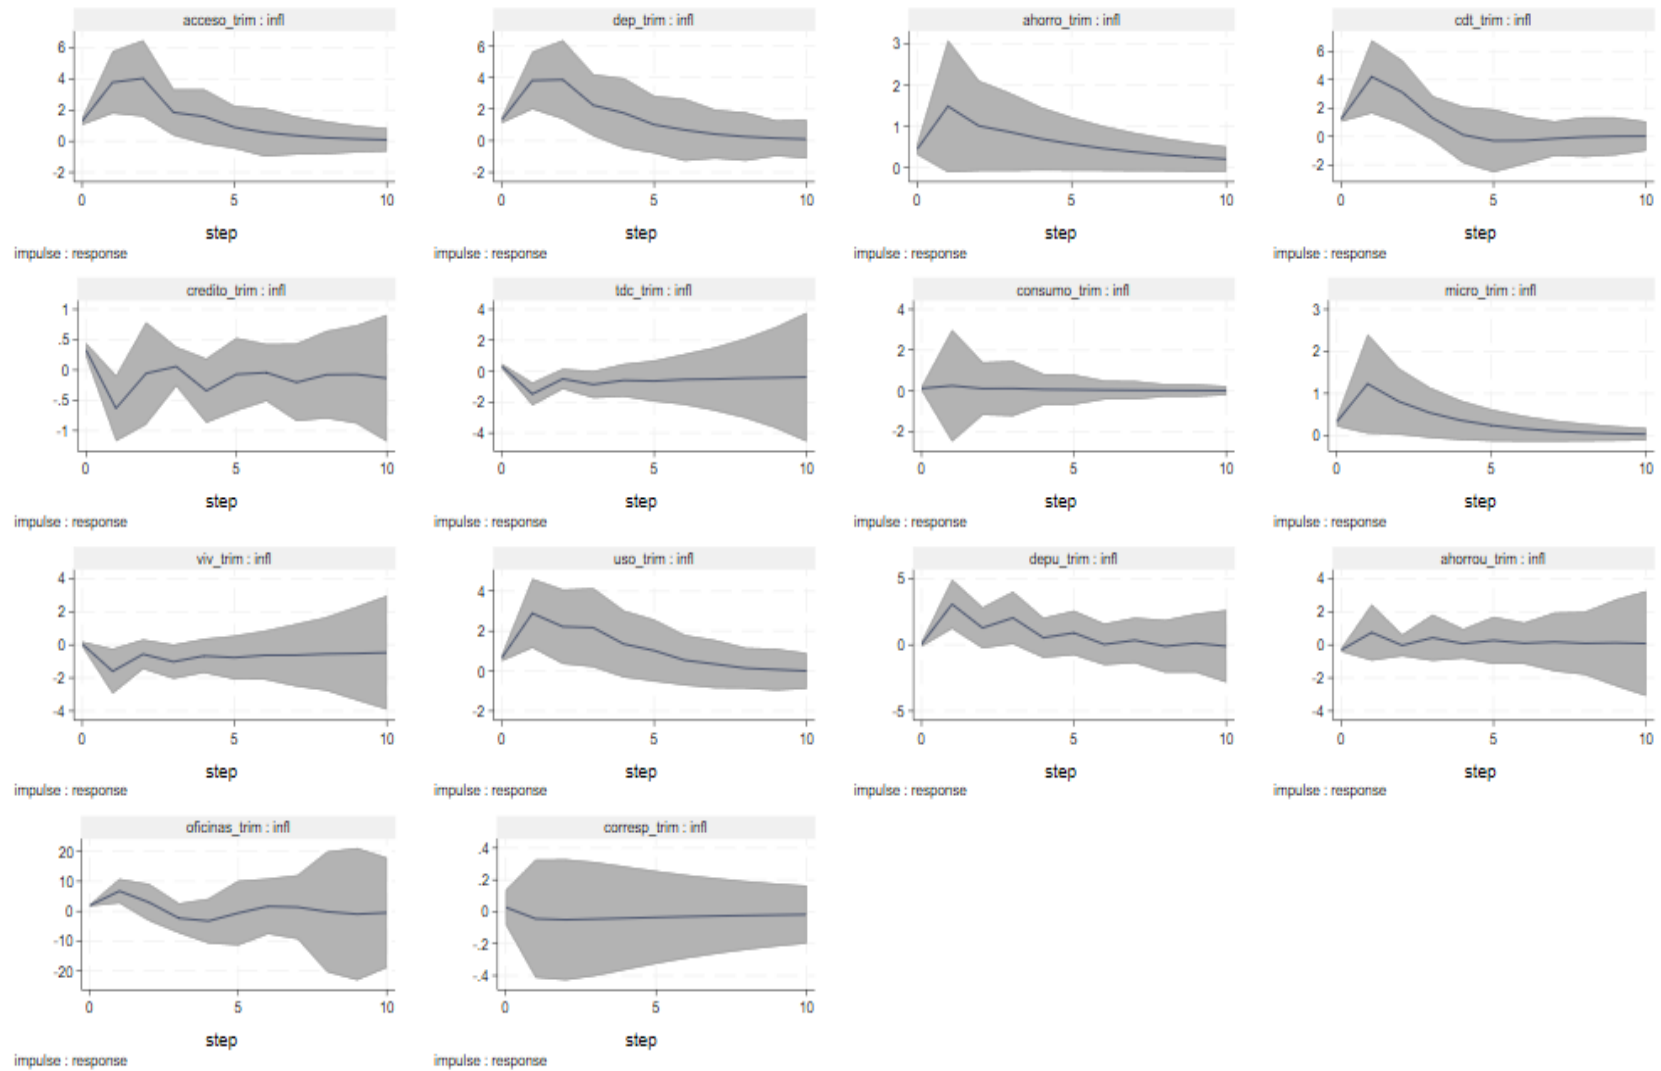 acceso_trim : infl
6
4
2
0
-2
0 5 10
step
impulse : response
dep_trim : infl
6
4
2
0
-2
0 5 10
step
impulse : response
ahorro_trim : infl
3
2
1
0
0 5 10
step
impulse : response
cdt_trim : infl
6
4
2
0
-2
0 5 10
step
impulse : response
credito_trim : infl
1
.5
0
-.5
-1
0 5 10
step
impulse : response
tdc_trim : infl
4
2
0
-2
-4
0 5 10
step
impulse : response
consumo_trim : infl
4
2
0
-2
0 5 10
step
impulse : response
micro_trim : infl
3
2
1
0
0 5 10
step
impulse : response
viv_trim : infl
4
2
0
-2
-4
0 5 10
step
impulse : response
uso_trim : infl
4
2
0
-2
0 5 10
step
impulse : response
depu_trim : infl
5
0
-5
0 5 10
step
impulse : response
ahorrou_trim : infl
4
2
0
-2
-4
0 5 10
step
impulse : response
oficinas_trim : infl
20
10
0
-10
-20
0 5 10
step
impulse : response
corresp_trim : infl
.4
.2
0
-.2
-.4
0 5 10
step
impulse : response